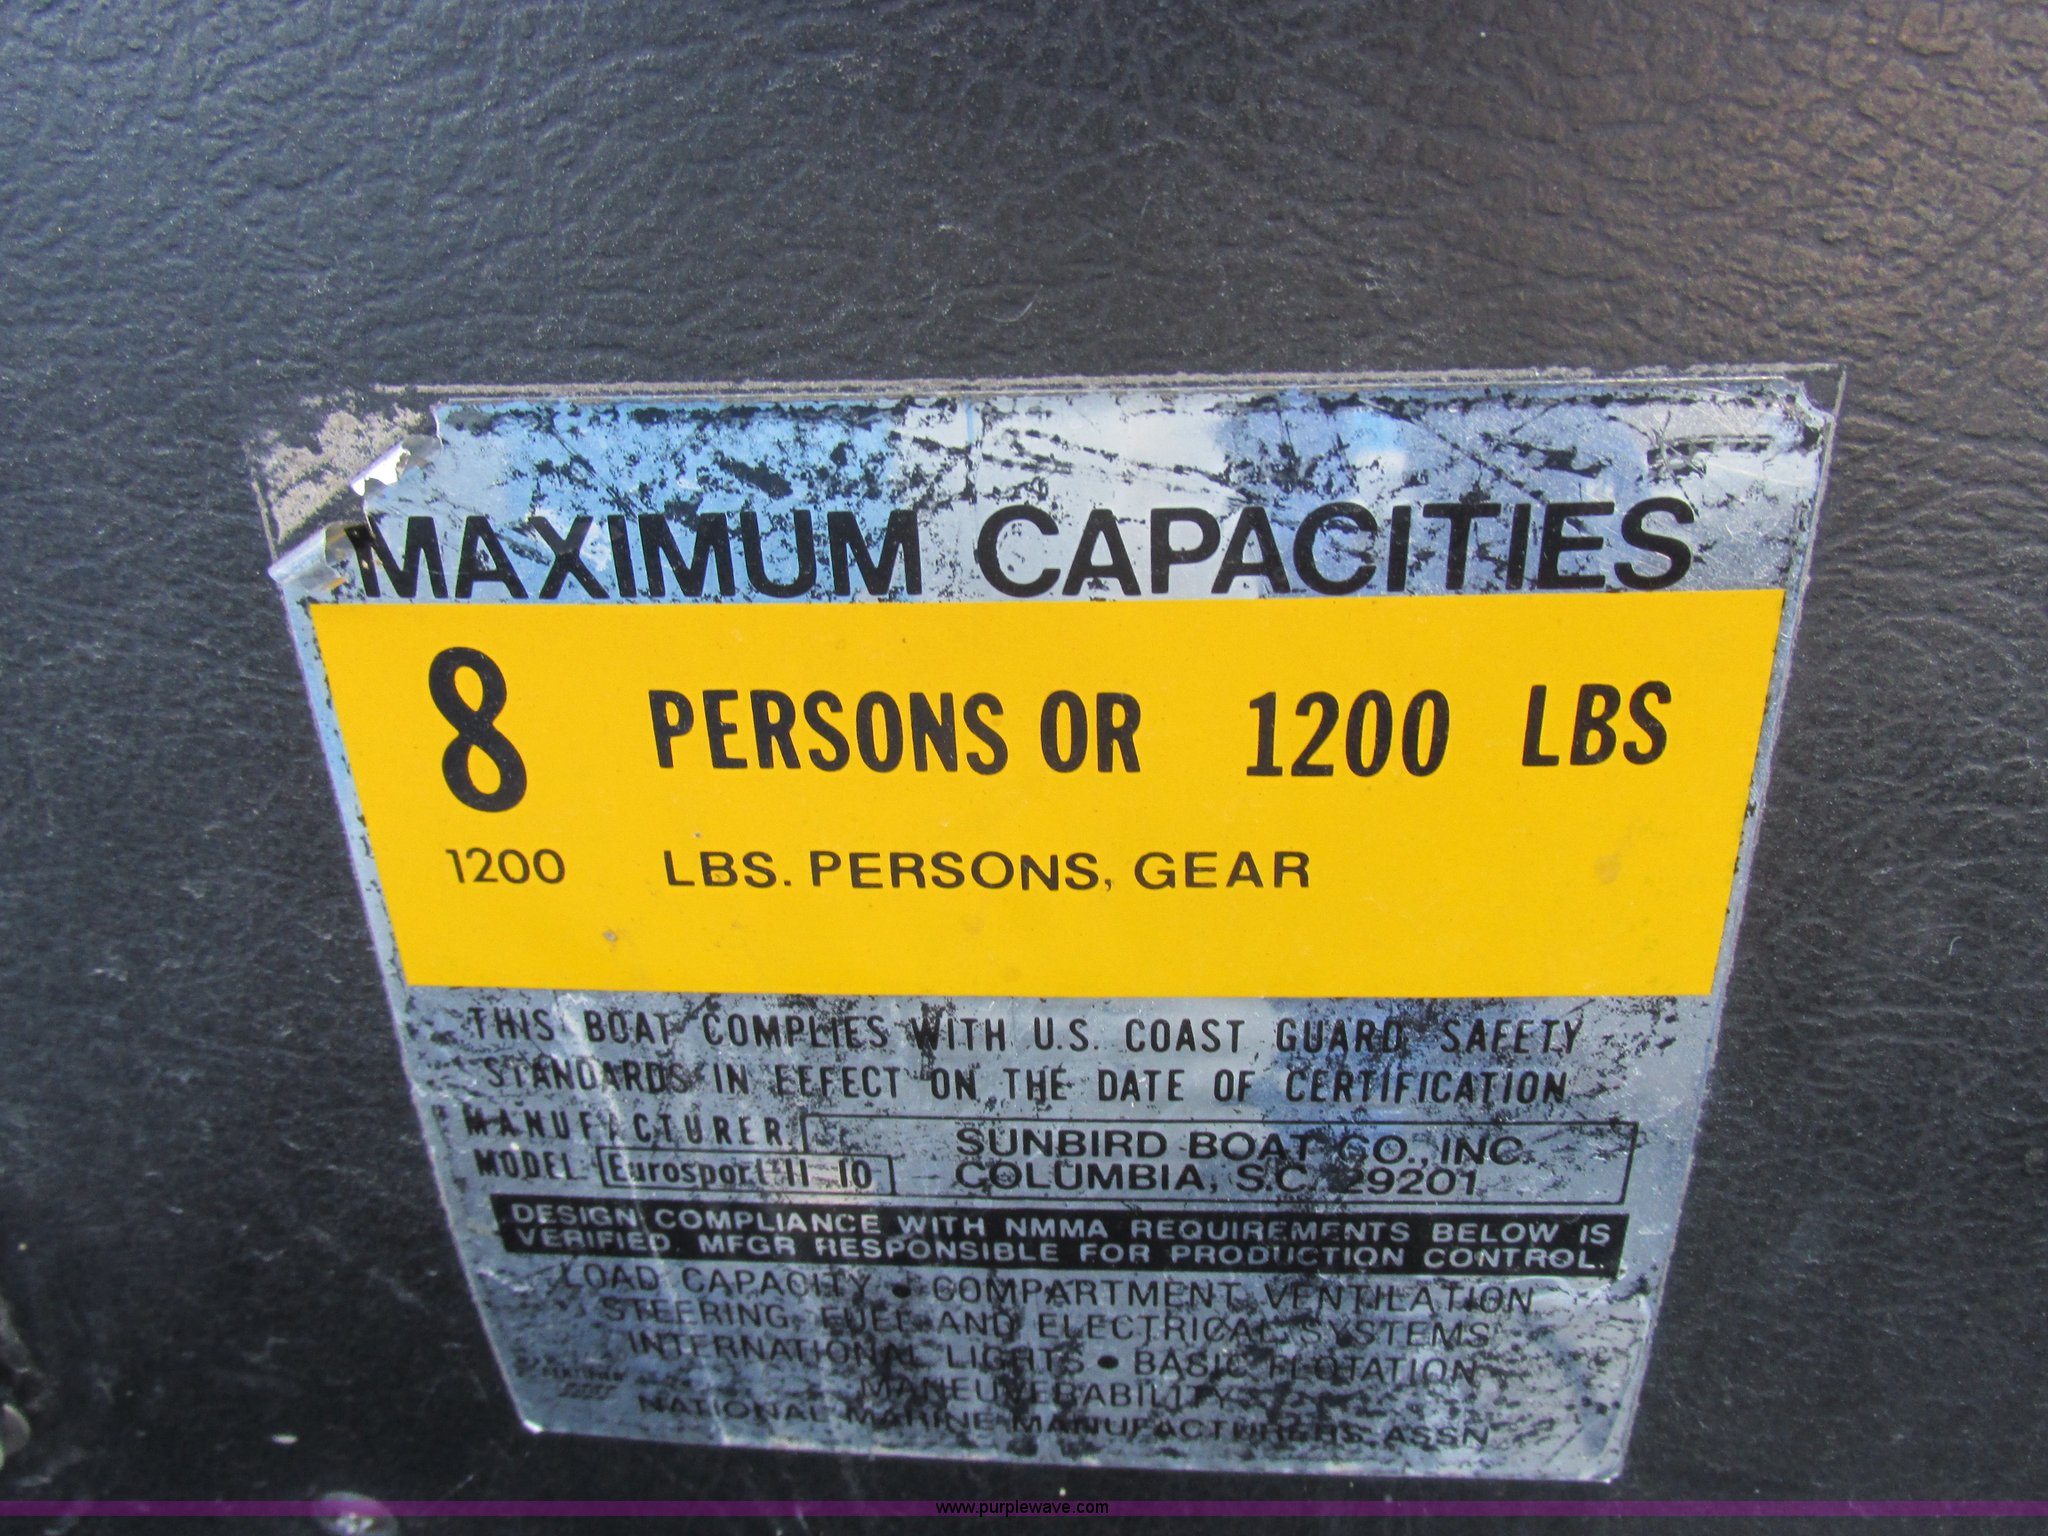 MAXIMUM CAPACITIES
8 PERSONS OR 1200 LBS
1200 LBS. PERSONS, GEAR
THIS BOAT COMPLIES WITH U.S. COAST GUARD SAFETY
STANDARDS IN EFFECT ON THE DATE OF CERTIFICATION
MANUFACTURER SUNBIRD BOAT CO., INC.
COLUMBIA, S.C. 29201
MODEL Eurosport II IO
DESIGN COMPLIANCE WITH NMMA REQUIREMENTS BELOW IS
VERIFIED. MFGR RESPONSIBLE FOR PRODUCTION CONTROL.
LOAD CAPACITY • COMPARTMENT VENTILATION
STEERING, FUEL AND ELECTRICAL SYSTEMS
INTERNATIONAL LIGHTS • BASIC FLOTATION
MANEUVERABILITY
NATIONAL MARINE MANUFACTURERS ASSN
www.purplewave.com